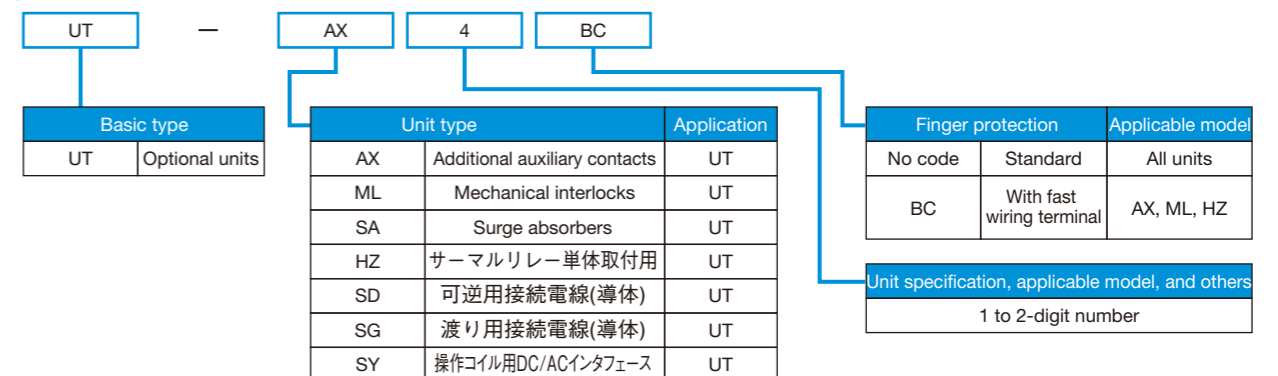 UT — AX 4 BC
Basic type
UT Optional units
Unit type Application
AX Additional auxiliary contacts UT
ML Mechanical interlocks UT
SA Surge absorbers UT
HZ サーマルリレー単体取付用 UT
SD 可逆用接続電線(導体) UT
SG 渡り用接続電線(導体) UT
SY 操作コイル用DC/ACインタフェース UT
Finger protection Applicable model
No code Standard All units
BC With fast wiring terminal AX, ML, HZ
Unit specification, applicable model, and others
1 to 2-digit number